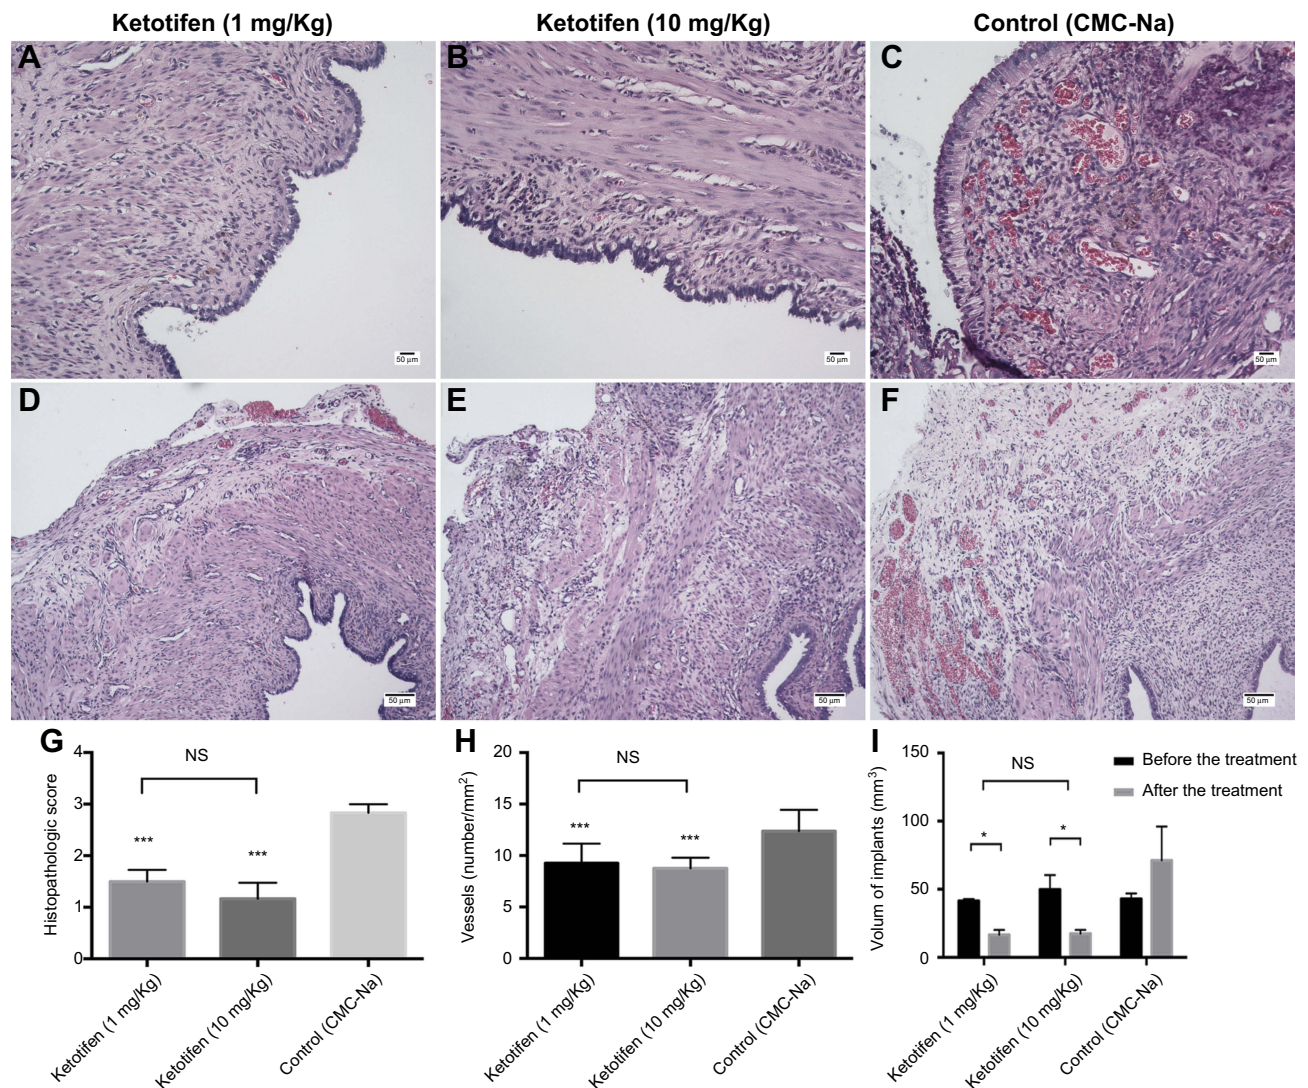 Ketotifen (1 mg/Kg) Ketotifen (10 mg/Kg) Control (CMC-Na)
A B C
50 µm 50 µm 50 µm
D E F
50 µm 50 µm 50 µm
G
Histopathologic score
4
3
2
1
0
NS
***
***
Ketotifen (1 mg/Kg)
Ketotifen (10 mg/Kg)
Control (CMC-Na)
H
Vessels (number/mm²)
20
15
10
5
0
NS
***
***
Ketotifen (1 mg/Kg)
Ketotifen (10 mg/Kg)
Control (CMC-Na)
I
Volum of implants (mm³)
150
100
50
0
NS
*
*
Before the treatment
After the treatment
Ketotifen (1 mg/Kg)
Ketotifen (10 mg/Kg)
Control (CMC-Na)